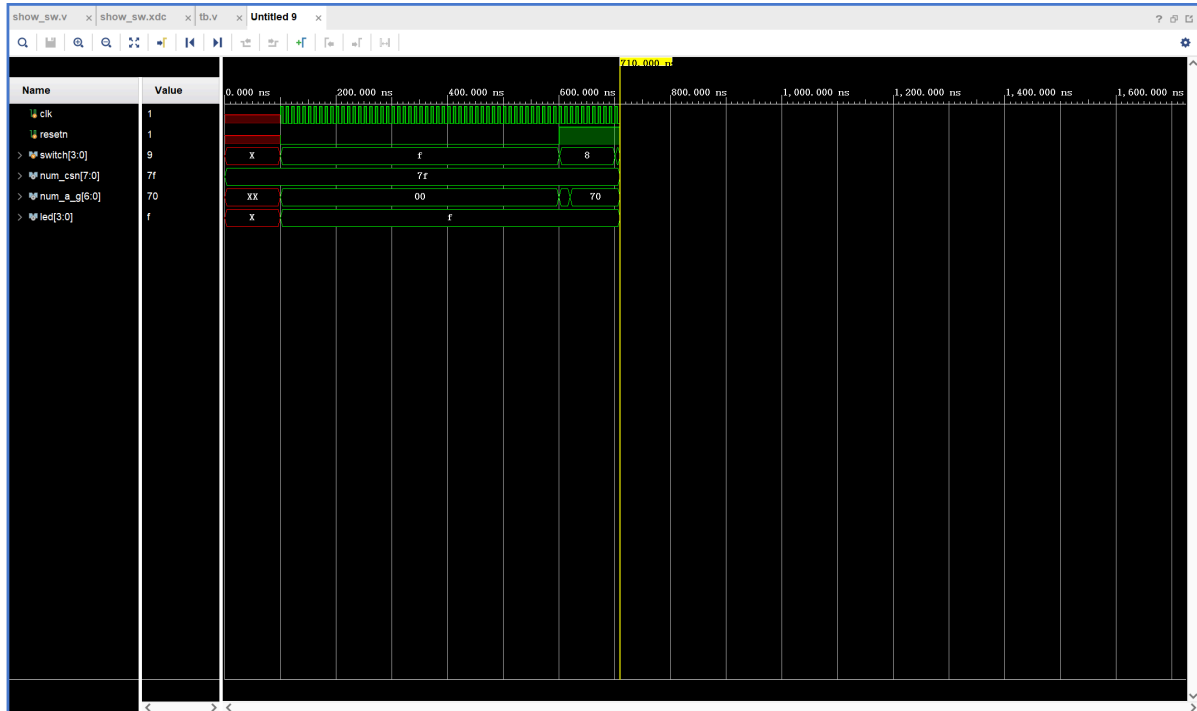 show_sw.v × show_sw.xdc × tb.v × Untitled 9 ×
710.000 n
Name Value 0.000 ns 200.000 ns 400.000 ns 600.000 ns 800.000 ns 1,000.000 ns 1,200.000 ns 1,400.000 ns 1,600.000 ns
clk 1
resetn 1
switch[3:0] 9 X f 8
num_csn[7:0] 7f 7f
num_a_g[6:0] 70 XX 00 70
led[3:0] f X f